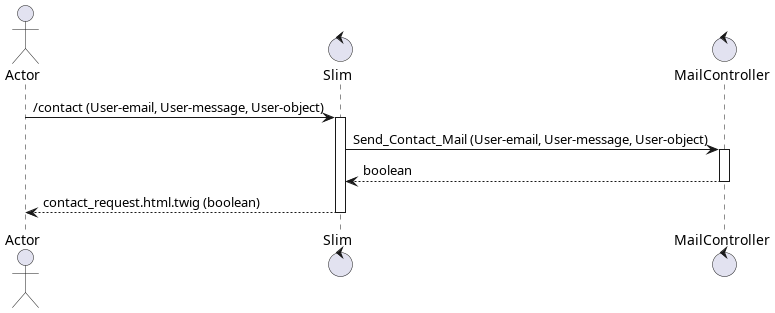 Actor
Slim
MailController
/contact (User-email, User-message, User-object)
Send_Contact_Mail (User-email, User-message, User-object)
boolean
contact_request.html.twig (boolean)
Actor
Slim
MailController